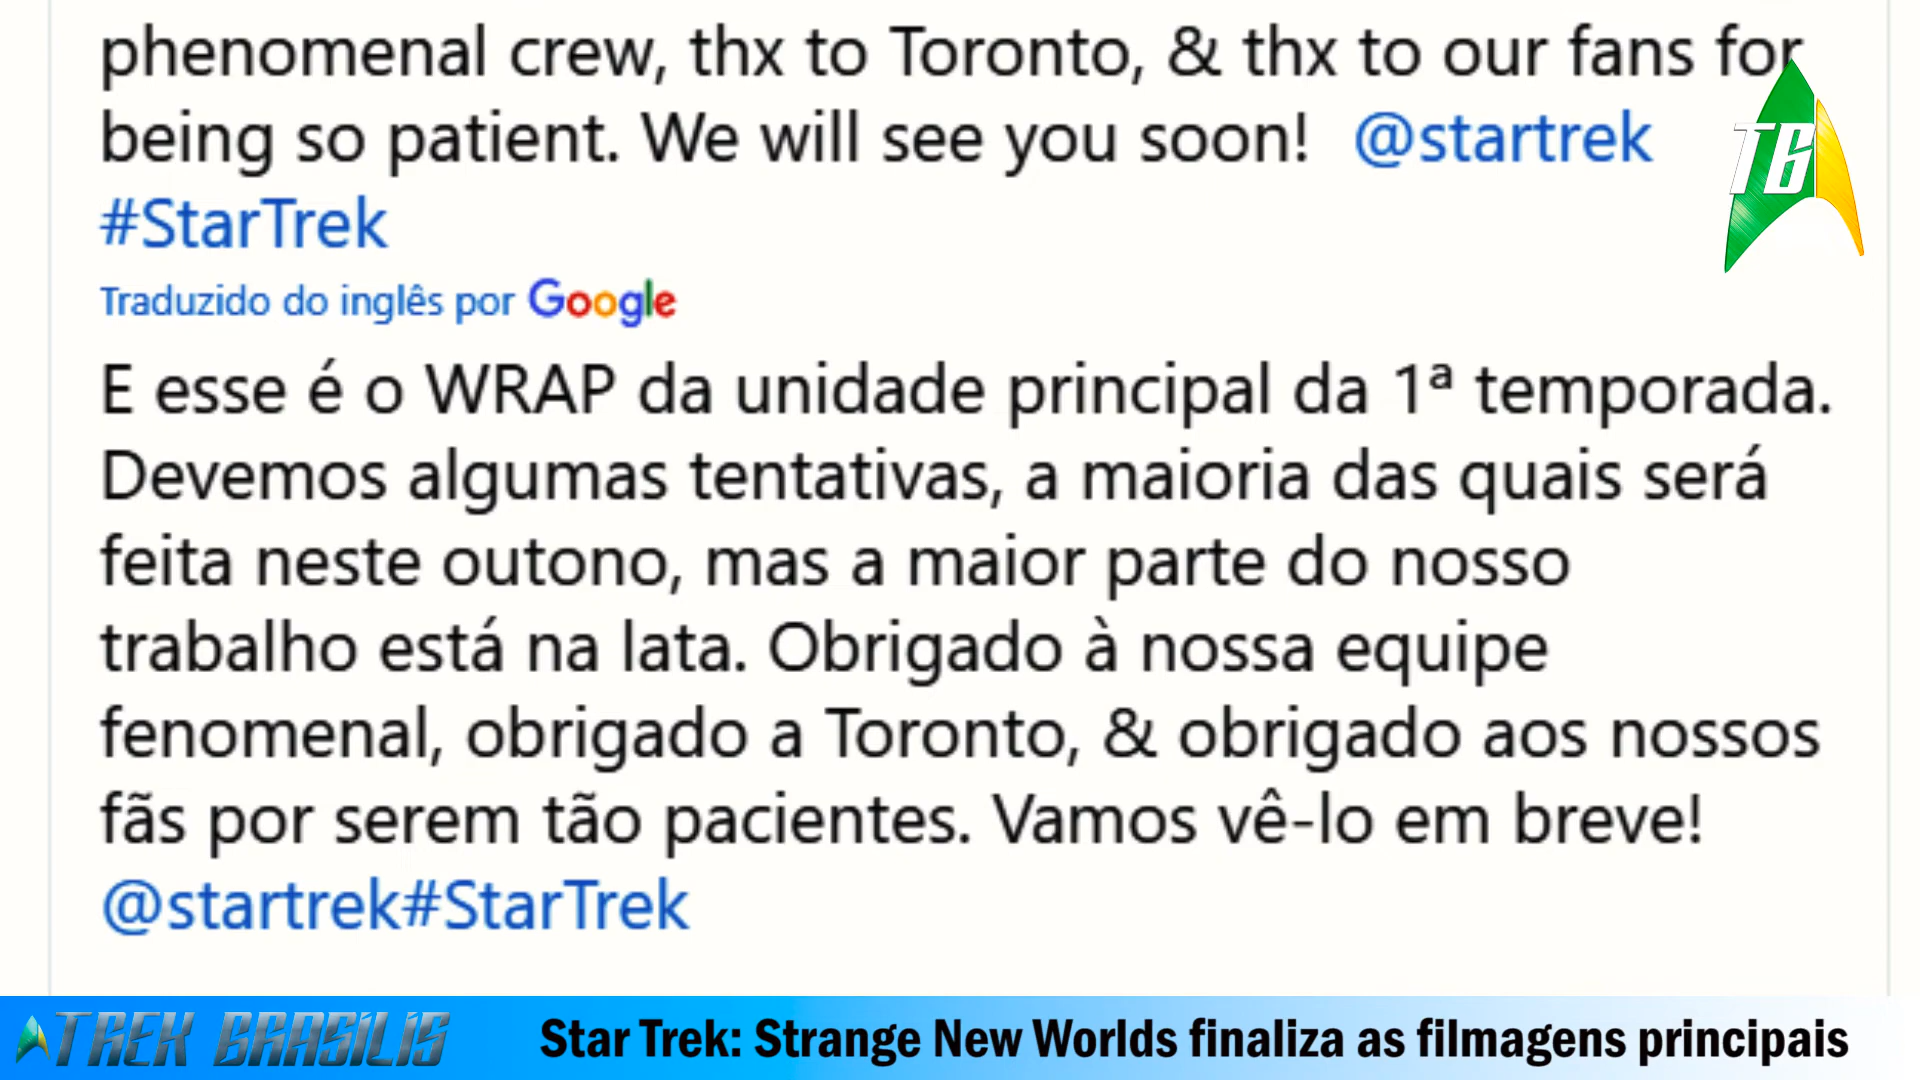 phenomenal crew, thx to Toronto, & thx to our fans for
being so patient. We will see you soon! @startrek
#StarTrek
Traduzido do inglês por Google
E esse é o WRAP da unidade principal da 1ª temporada.
Devemos algumas tentativas, a maioria das quais será
feita neste outono, mas a maior parte do nosso
trabalho está na lata. Obrigado à nossa equipe
fenomenal, obrigado a Toronto, & obrigado aos nossos
fãs por serem tão pacientes. Vamos vê-lo em breve!
@startrek#StarTrek
TB
TREK BRASILIS
Star Trek: Strange New Worlds finaliza as filmagens principais